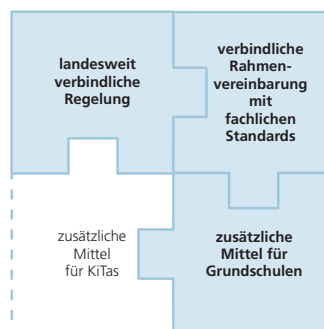 landesweit
verbindliche
Regelung
verbindliche
Rahmen-
vereinbarung
mit
fachlichen
Standards
zusätzliche
Mittel
für KiTas
zusätzliche
Mittel für
Grundschulen